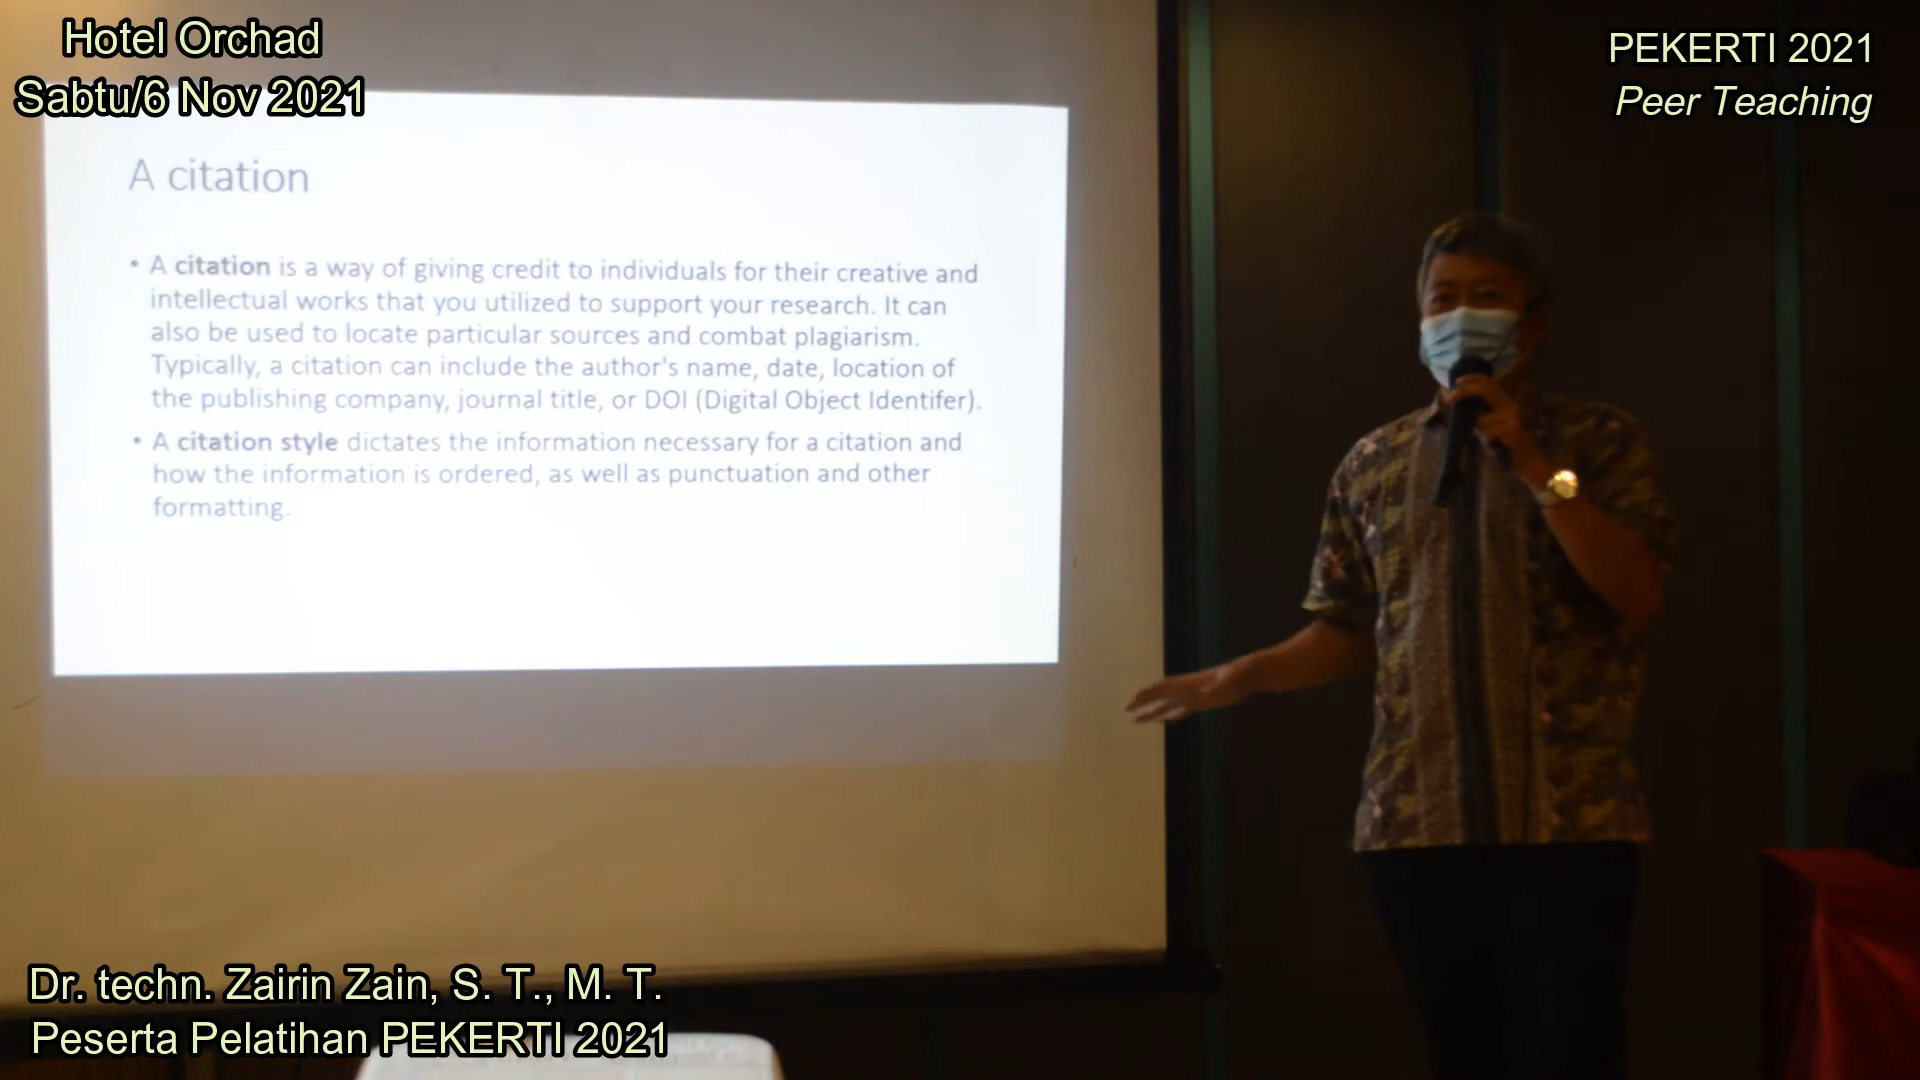 Hotel Orchad
Sabtu/6 Nov 2021
PEKERTI 2021
Peer Teaching
A citation
• A citation is a way of giving credit to individuals for their creative and
intellectual works that you utilized to support your research. It can
also be used to locate particular sources and combat plagiarism.
Typically, a citation can include the author's name, date, location of
the publishing company, journal title, or DOI (Digital Object Identifer).
• A citation style dictates the information necessary for a citation and
how the information is ordered, as well as punctuation and other
formatting.
Dr. techn. Zairin Zain, S. T., M. T.
Peserta Pelatihan PEKERTI 2021